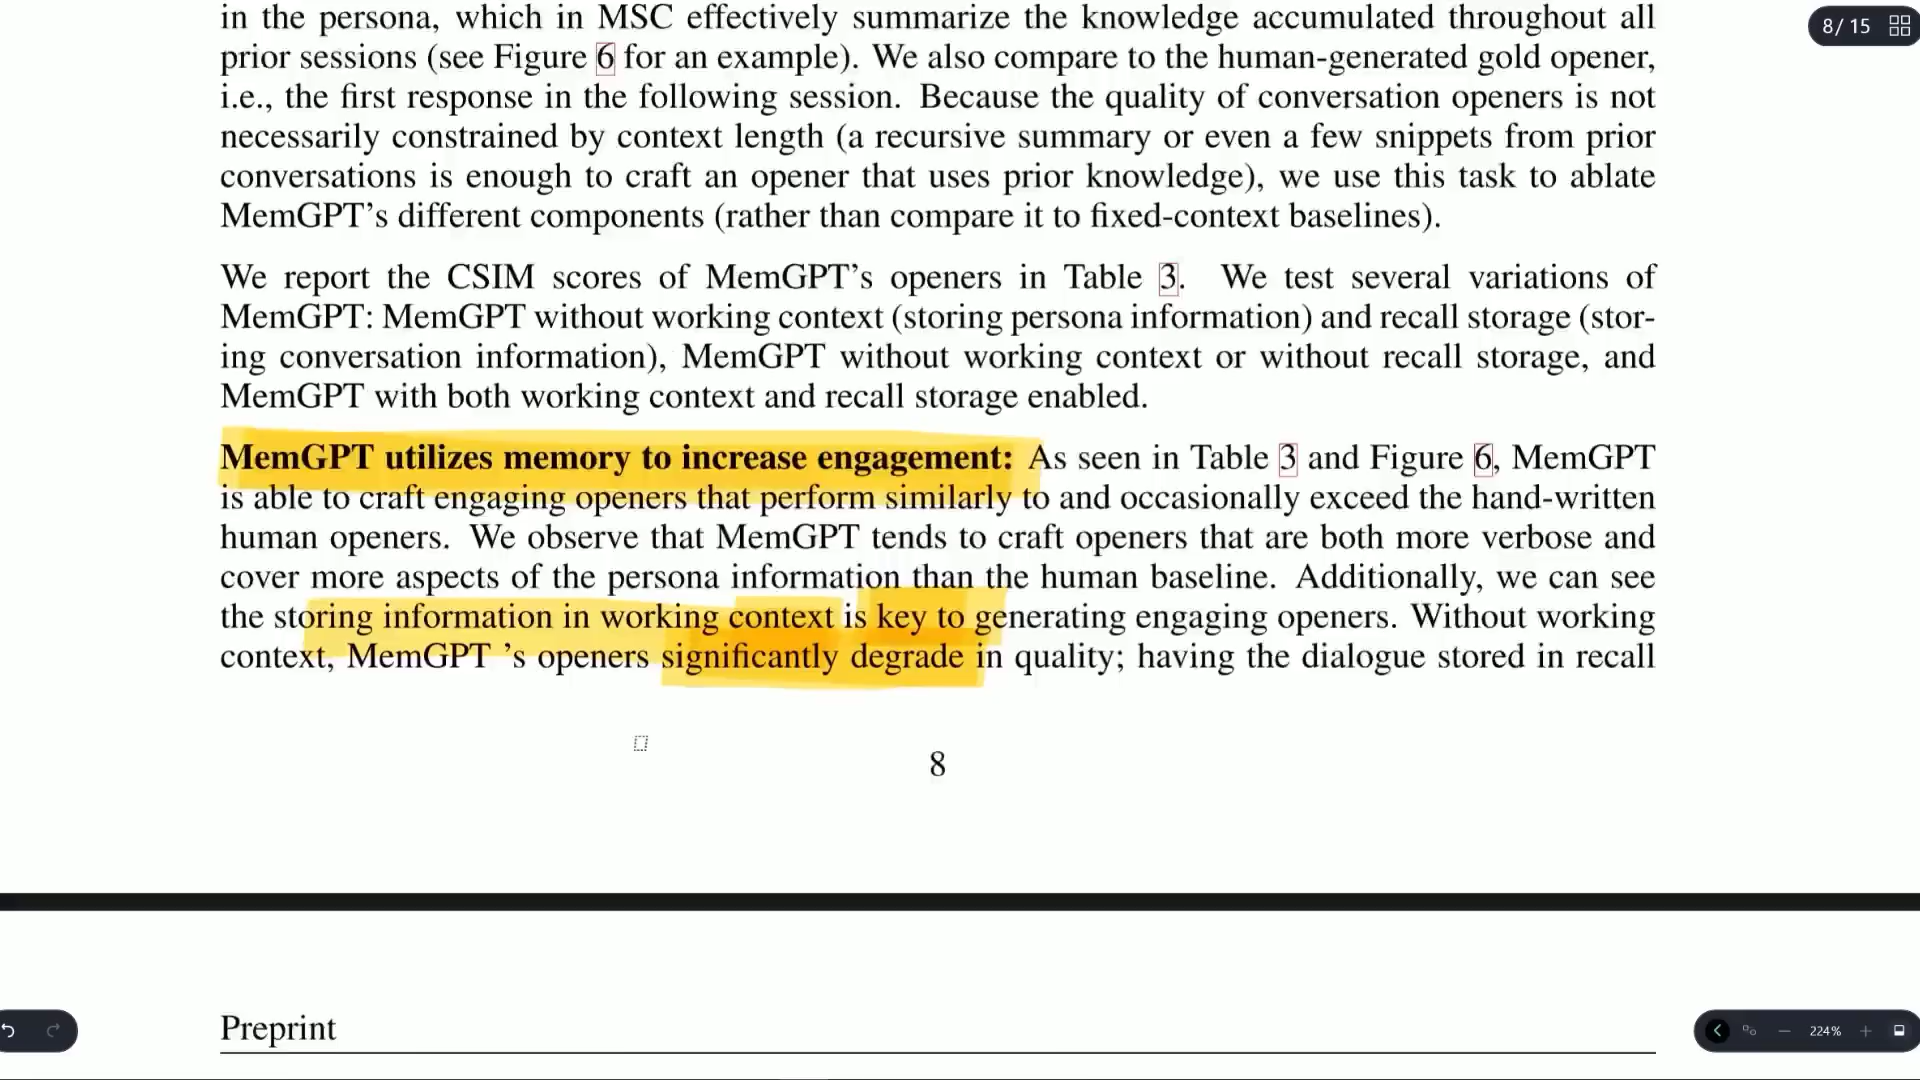 in the persona, which in MSC effectively summarize the knowledge accumulated throughout all
prior sessions (see Figure 6 for an example). We also compare to the human-generated gold opener,
i.e., the first response in the following session. Because the quality of conversation openers is not
necessarily constrained by context length (a recursive summary or even a few snippets from prior
conversations is enough to craft an opener that uses prior knowledge), we use this task to ablate
MemGPT’s different components (rather than compare it to fixed-context baselines).
We report the CSIM scores of MemGPT’s openers in Table 3. We test several variations of
MemGPT: MemGPT without working context (storing persona information) and recall storage (stor-
ing conversation information), MemGPT without working context or without recall storage, and
MemGPT with both working context and recall storage enabled.
MemGPT utilizes memory to increase engagement: As seen in Table 3 and Figure 6, MemGPT
is able to craft engaging openers that perform similarly to and occasionally exceed the hand-written
human openers. We observe that MemGPT tends to craft openers that are both more verbose and
cover more aspects of the persona information than the human baseline. Additionally, we can see
the storing information in working context is key to generating engaging openers. Without working
context, MemGPT ’s openers significantly degrade in quality; having the dialogue stored in recall
8
Preprint
8/ 15
224%